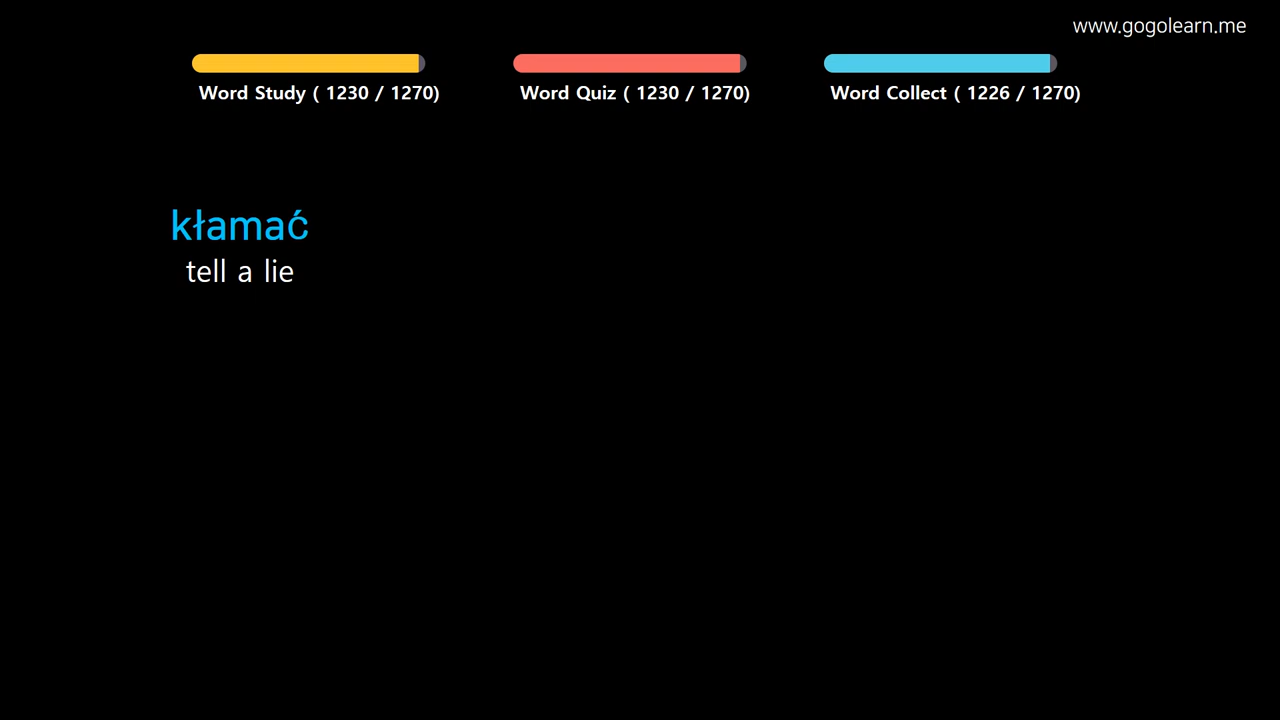 www.gogolearn.me
Word Study ( 1230 / 1270)
Word Quiz ( 1230 / 1270)
Word Collect ( 1226 / 1270)
kłamać
tell a lie